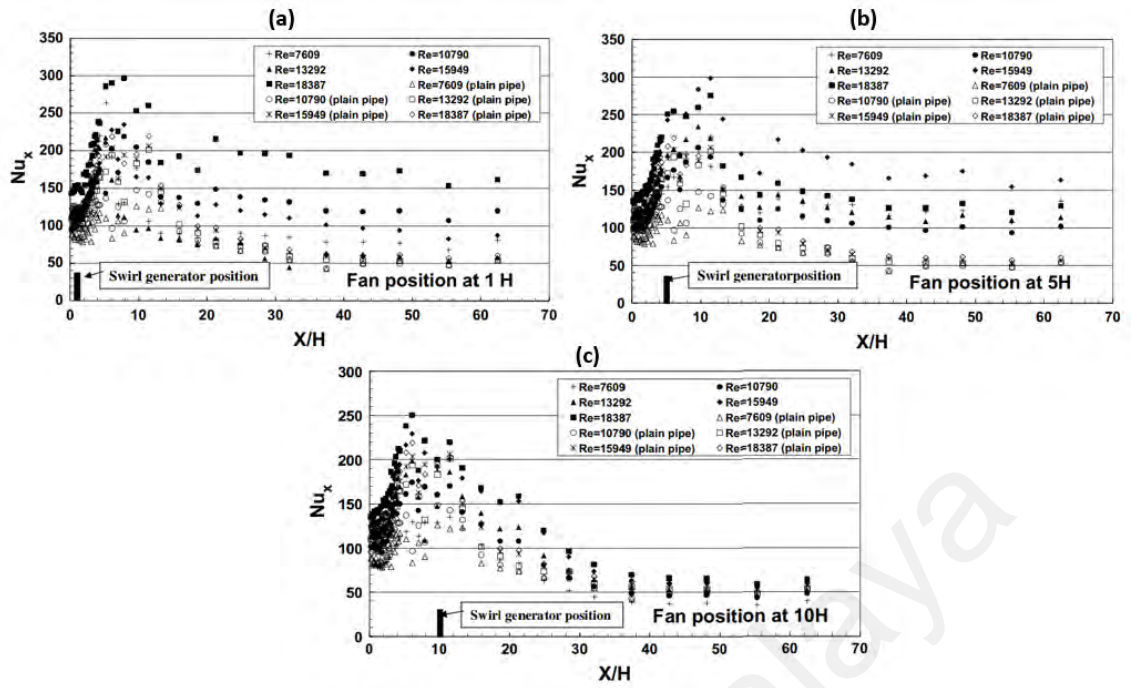 (a)
350
300
250
200
150
100
50
0
Nux
Re=7609 Re=10790
Re=13292 Re=15949
Re=18387 Re=7609 (plain pipe)
Re=10790 (plain pipe) Re=13292 (plain pipe)
Re=15949 (plain pipe) Re=18387 (plain pipe)
Swirl generator position
Fan position at 1 H
0 10 20 30 40 50 60 70
X/H
(b)
350
300
250
200
150
100
50
0
Nux
Re=7609 Re=10790
Re=13292 Re=15949
Re=18387 Re=7609 (plain pipe)
Re=10790 (plain pipe) Re=13292 (plain pipe)
Re=15949 (plain pipe) Re=18387 (plain pipe)
Swirl generatorposition
Fan position at 5H
0 10 20 30 40 50 60 70
X/H
(c)
300
250
200
150
100
50
0
Nux
Re=7609 Re=10790
Re=13292 Re=15949
Re=18387 Re=7609 (plain pipe)
Re=10790 (plain pipe) Re=13292 (plain pipe)
Re=15949 (plain pipe) Re=18387 (plain pipe)
Swirl generator position
Fan position at 10H
0 10 20 30 40 50 60 70
X/H